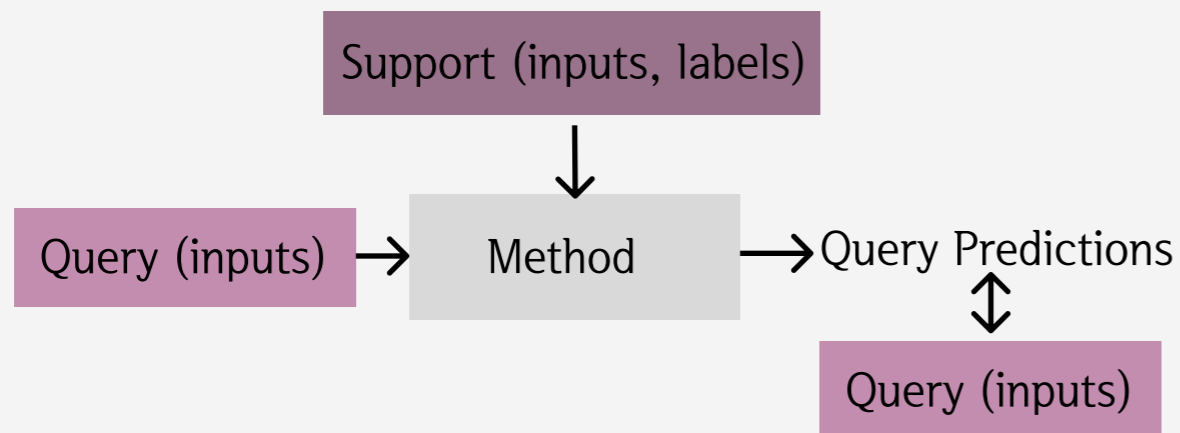 Support (inputs, labels)
Query (inputs)
Method
Query Predictions
Query (inputs)